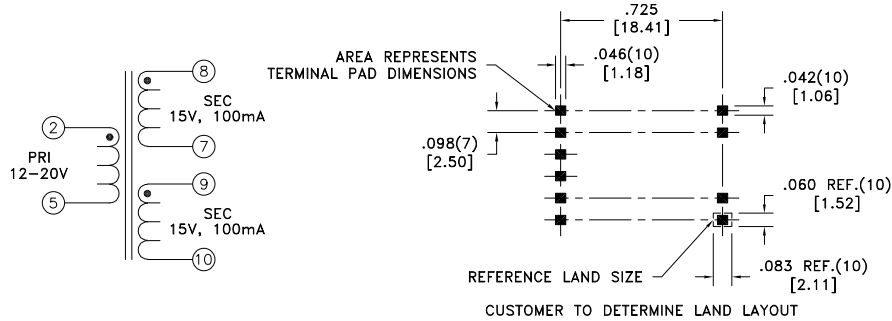 8
SEC
15V, 100mA
7
2
PRI
12-20V
5
9
SEC
15V, 100mA
10
.725
[18.41]
AREA REPRESENTS
TERMINAL PAD DIMENSIONS
.046(10)
[1.18]
.042(10)
[1.06]
.098(7)
[2.50]
.060 REF.(10)
[1.52]
REFERENCE LAND SIZE
.083 REF.(10)
[2.11]
CUSTOMER TO DETERMINE LAND LAYOUT